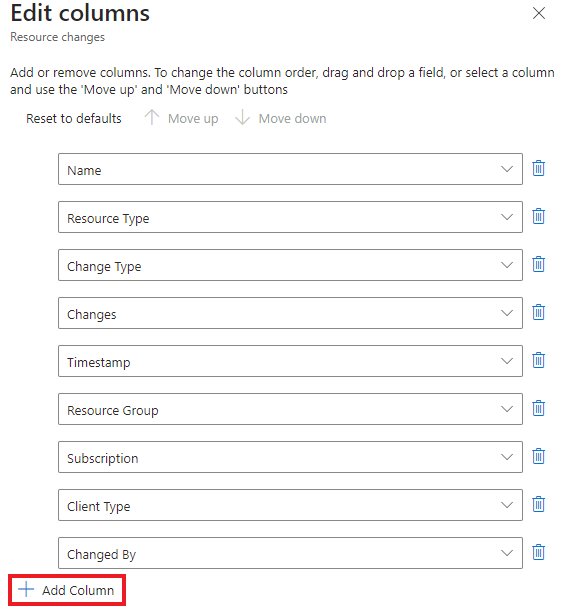 Edit columns
Resource changes
Add or remove columns. To change the column order, drag and drop a field, or select a column
and use the 'Move up' and 'Move down' buttons
Reset to defaults Move up Move down
Name
Resource Type
Change Type
Changes
Timestamp
Resource Group
Subscription
Client Type
Changed By
Add Column